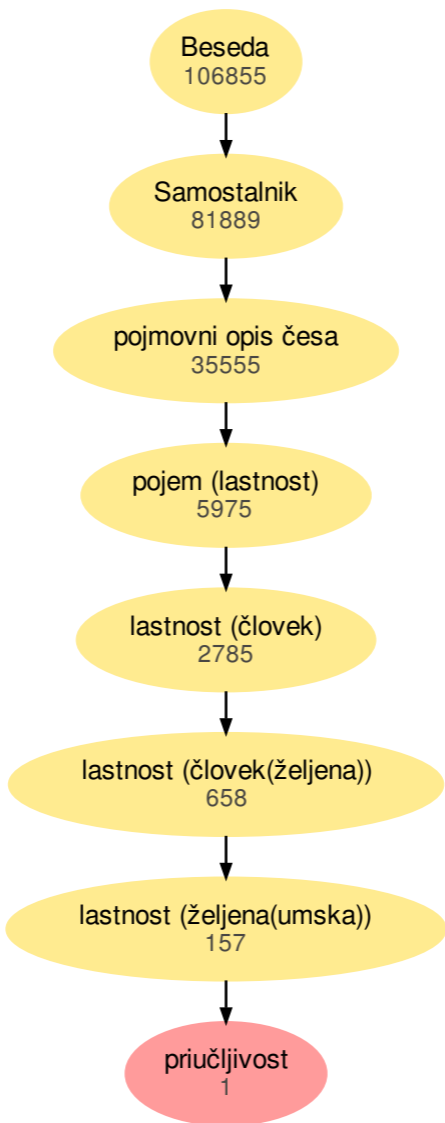 Beseda
106855
Samostalnik
81889
pojmovni opis česa
35555
pojem (lastnost)
5975
lastnost (človek)
2785
lastnost (človek(željena))
658
lastnost (željena(umska))
157
priučljivost
1